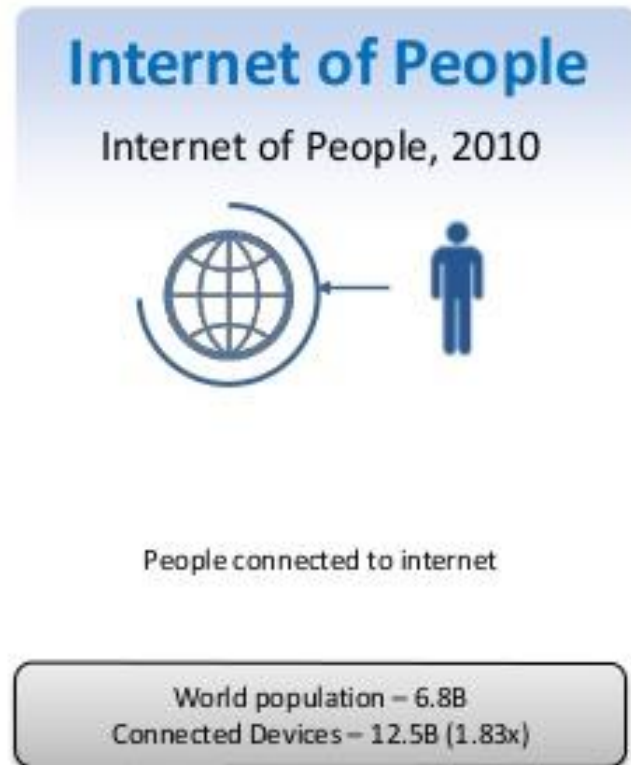 Internet of People
Internet of People, 2010
People connected to internet
World population – 6.8B
Connected Devices – 12.5B (1.83x)